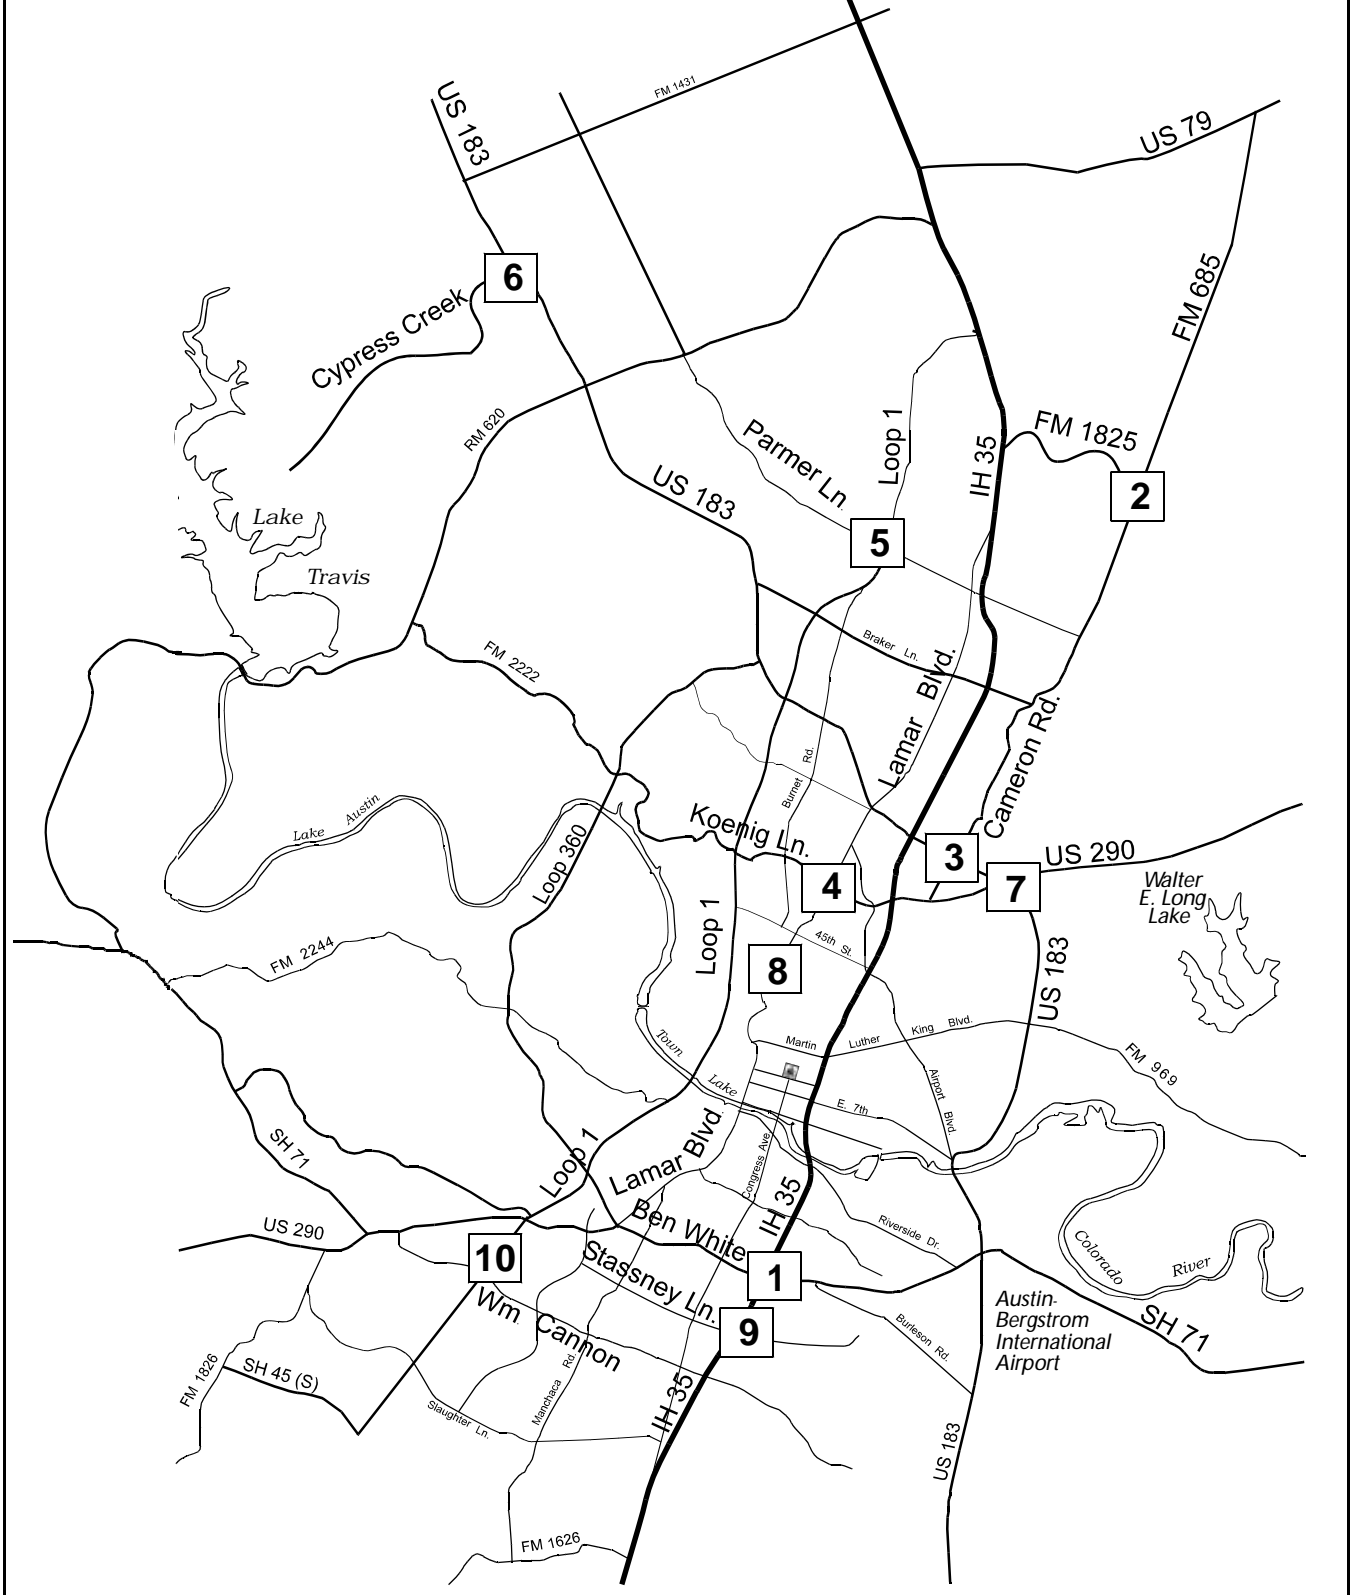 FM 1431
US 183
US 79
6
FM 685
Cypress Creek
RM 620
Loop 1
FM 1825
Parmer Ln.
IH 35
US 183
2
Lake
Travis
5
Braker Ln.
FM 2222
Lamar Blvd.
Cameron Rd.
Burnet Rd.
Lake Austin
Koenig Ln.
Loop 360
3
US 290
4
7
Walter
E. Long
Lake
Loop 1
45th St.
FM 2244
8
US 183
Martin Luther King Blvd.
Town Lake
FM 969
Airport Blvd.
E. 7th
SH 71
Loop 1
Lamar Blvd.
Congress Ave.
IH 35
US 290
Ben White
Riverside Dr.
Colorado River
10
Stassney Ln.
1
Wm. Cannon
9
Burleson Rd.
Austin-
Bergstrom
International
Airport
SH 71
FM 1826
SH 45 (S)
Manchaca Rd.
IH 35
Slaughter Ln.
US 183
FM 1626